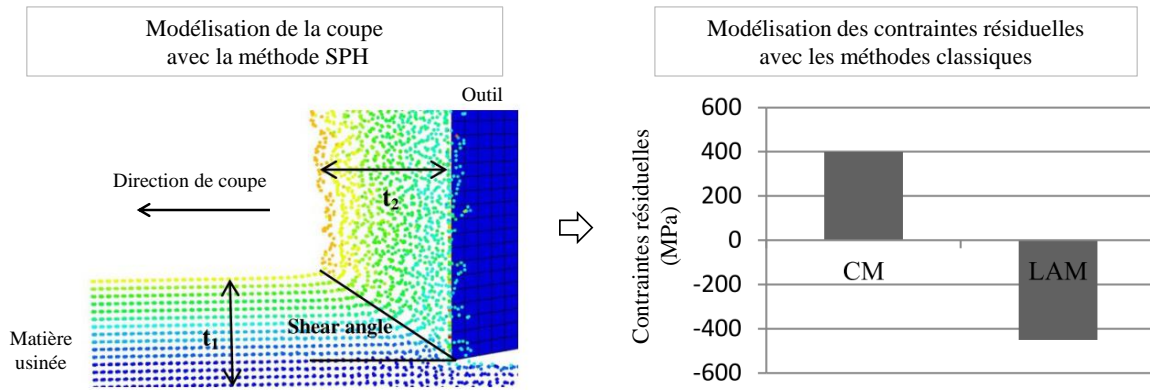 Modélisation de la coupe
avec la méthode SPH
Outil
Direction de coupe
t2
Shear angle
t1
Matière
usinée
Modélisation des contraintes résiduelles
avec les méthodes classiques
Contraintes résiduelles
(MPa)
600
400
200
0
-200
-400
-600
CM
LAM